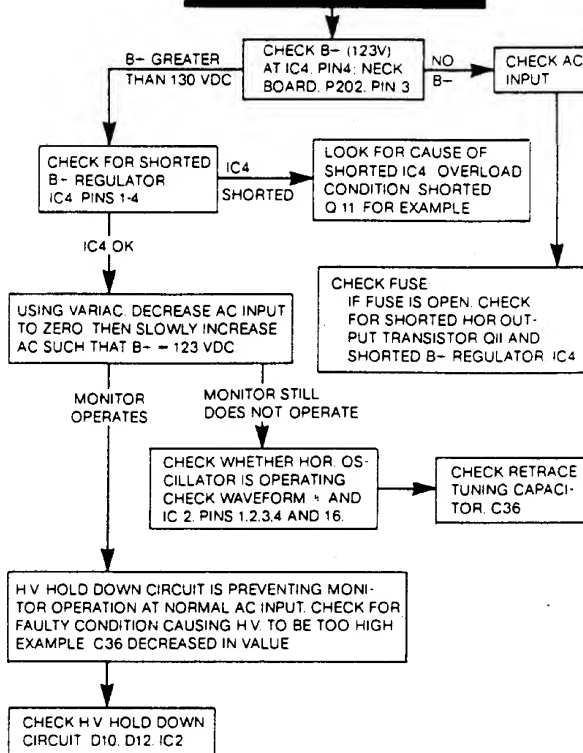 B– GREATER
THAN 130 VDC
CHECK B– (123V)
AT IC4. PIN4; NECK
BOARD. P202. PIN 3
NO
B–
CHECK AC
INPUT
CHECK FOR SHORTED
B– REGULATOR
IC4 PINS 1-4
IC4
SHORTED
LOOK FOR CAUSE OF
SHORTED IC4 OVERLOAD
CONDITION SHORTED
Q 11 FOR EXAMPLE
IC4 OK
CHECK FUSE
IF FUSE IS OPEN. CHECK
FOR SHORTED HOR OUT-
PUT TRANSISTOR Q11 AND
SHORTED B– REGULATOR IC4
USING VARIAC. DECREASE AC INPUT
TO ZERO THEN SLOWLY INCREASE
AC SUCH THAT B– – 123 VDC
MONITOR
OPERATES
MONITOR STILL
DOES NOT OPERATE
CHECK WHETHER HOR. OS-
CILLATOR IS OPERATING
CHECK WAVEFORM AND
IC 2. PINS 1.2.3.4 AND 16.
CHECK RETRACE
TUNING CAPACI-
TOR. C36
H V HOLD DOWN CIRCUIT IS PREVENTING MONI-
TOR OPERATION AT NORMAL AC INPUT. CHECK FOR
FAULTY CONDITION CAUSING H V. TO BE TOO HIGH
EXAMPLE C36 DECREASED IN VALUE
CHECK H V HOLD DOWN
CIRCUIT D10. D12. IC2